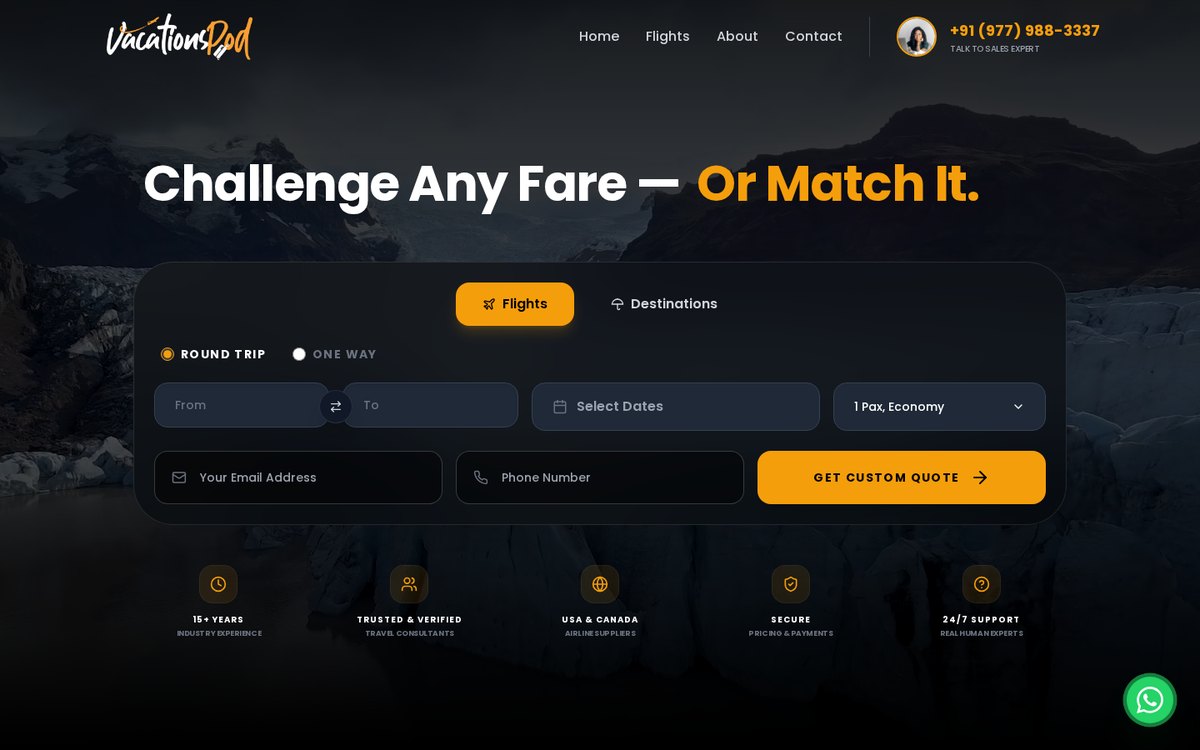 VacationsPod
Home Flights About Contact
+91 (977) 988-3337
TALK TO SALES EXPERT
Challenge Any Fare — Or Match It.
Flights Destinations
ROUND TRIP ONE WAY
From To Select Dates 1 Pax, Economy
Your Email Address Phone Number GET CUSTOM QUOTE
15+ YEARS
INDUSTRY EXPERIENCE
TRUSTED & VERIFIED
TRAVEL CONSULTANTS
USA & CANADA
AIRLINE SUPPLIERS
SECURE
PRICING & PAYMENTS
24/7 SUPPORT
REAL HUMAN EXPERTS